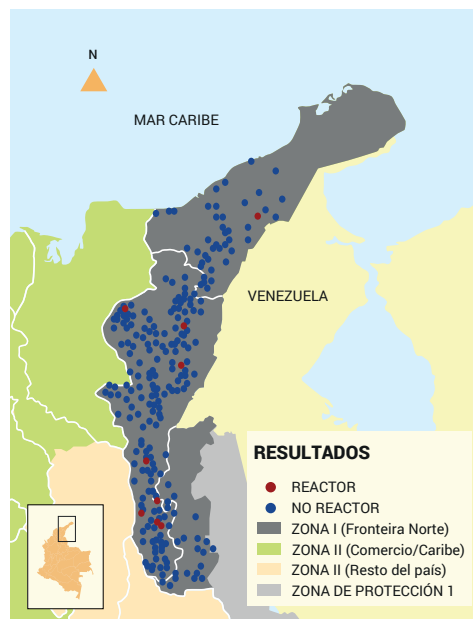 N
MAR CARIBE
VENEZUELA
RESULTADOS
REACTOR
NO REACTOR
ZONA I (Fronteira Norte)
ZONA II (Comercio/Caribe)
ZONA II (Resto del país)
ZONA DE PROTECCIÓN 1